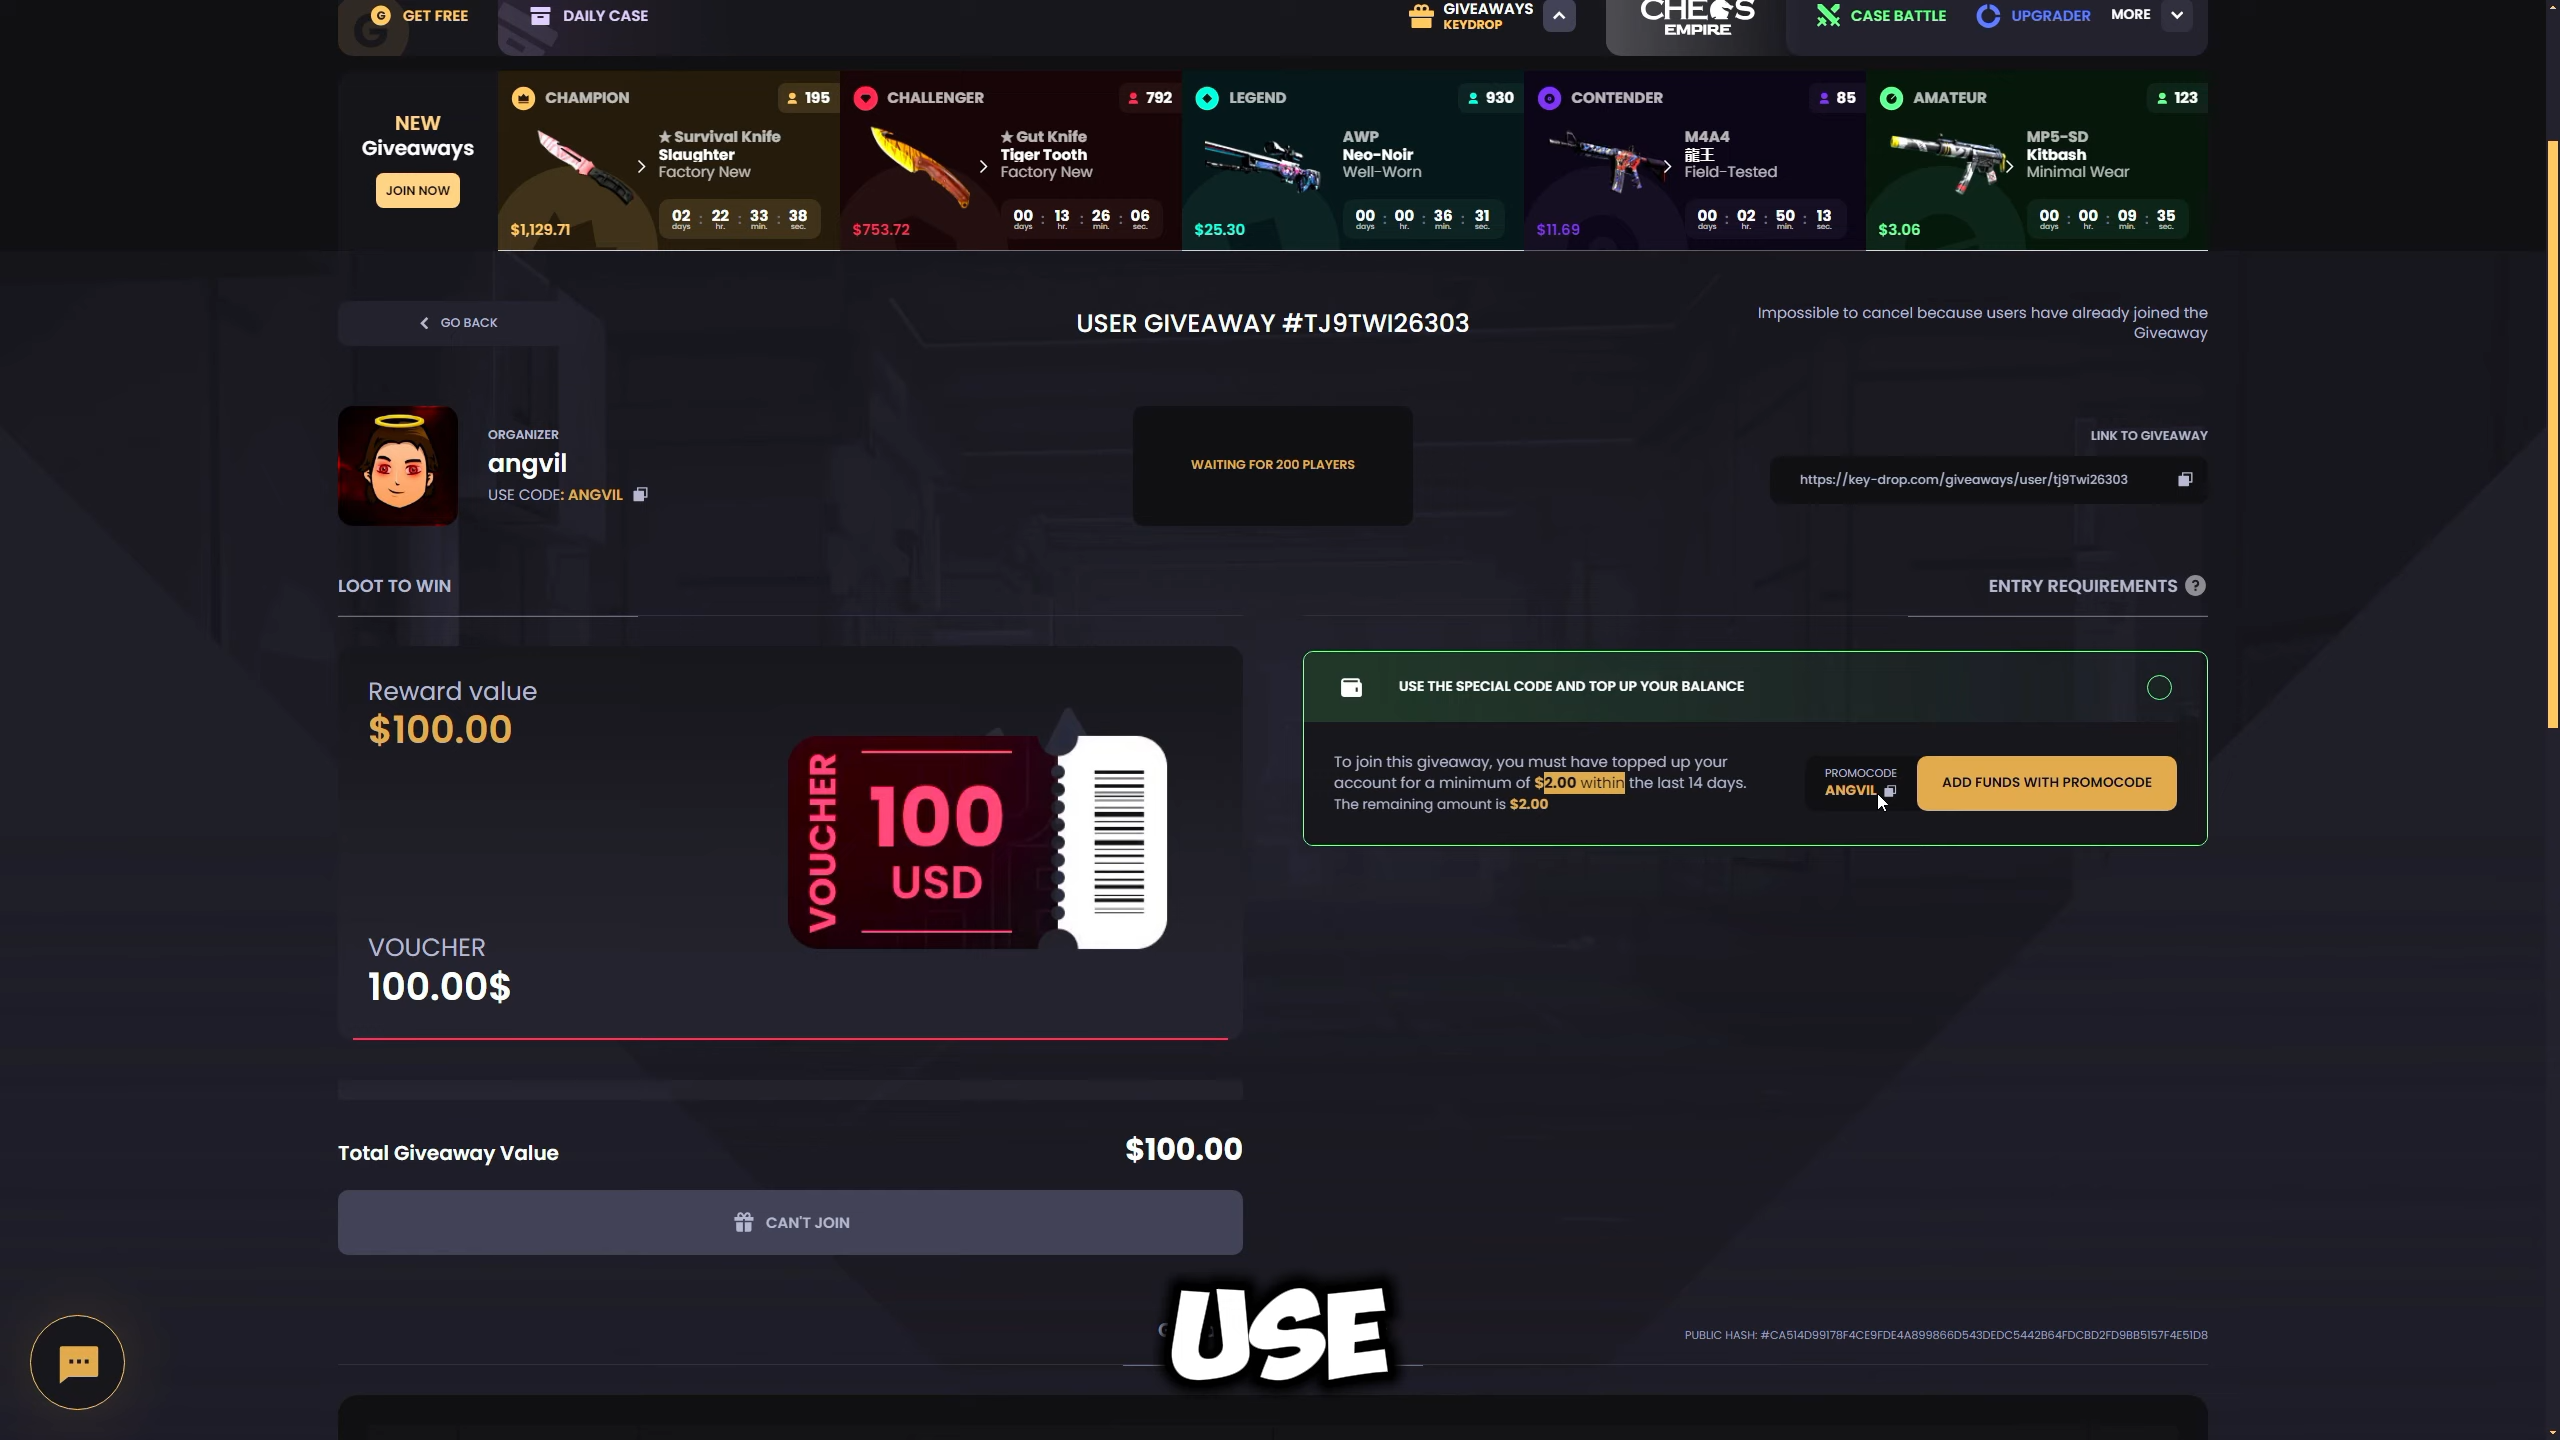 GET FREE
DAILY CASE
GIVEAWAYS
KEYDROP
EMPIRE
CASE BATTLE
UPGRADER
MORE
NEW
Giveaways
JOIN NOW
CHAMPION
195
★ Survival Knife
Slaughter
Factory New
$1,129.71
02 : 22 : 33 : 38
days hr. min. sec.
CHALLENGER
792
★ Gut Knife
Tiger Tooth
Factory New
$753.72
00 : 13 : 26 : 06
days hr. min. sec.
LEGEND
930
AWP
Neo-Noir
Well-Worn
$25.30
00 : 00 : 36 : 31
days hr. min. sec.
CONTENDER
85
M4A4
龍王
Field-Tested
$11.69
00 : 02 : 50 : 13
days hr. min. sec.
AMATEUR
123
MP5-SD
Kitbash
Minimal Wear
$3.06
00 : 00 : 09 : 35
days hr. min. sec.
GO BACK
USER GIVEAWAY #TJ9TWI26303
Impossible to cancel because users have already joined the
Giveaway
ORGANIZER
angvil
USE CODE: ANGVIL
WAITING FOR 200 PLAYERS
LINK TO GIVEAWAY
https://key-drop.com/giveaways/user/tj9Twi26303
LOOT TO WIN
ENTRY REQUIREMENTS ?
Reward value
$100.00
VOUCHER
100
USD
VOUCHER
100.00$
USE THE SPECIAL CODE AND TOP UP YOUR BALANCE
To join this giveaway, you must have topped up your
account for a minimum of $2.00 within the last 14 days.
The remaining amount is $2.00
PROMOCODE
ANGVIL
ADD FUNDS WITH PROMOCODE
Total Giveaway Value
$100.00
CAN'T JOIN
USE
PUBLIC HASH: #CA514D99178F4CE9FDE4A899866D543DEDC5442B64FDCBD2FD9BB5157F4E51D8